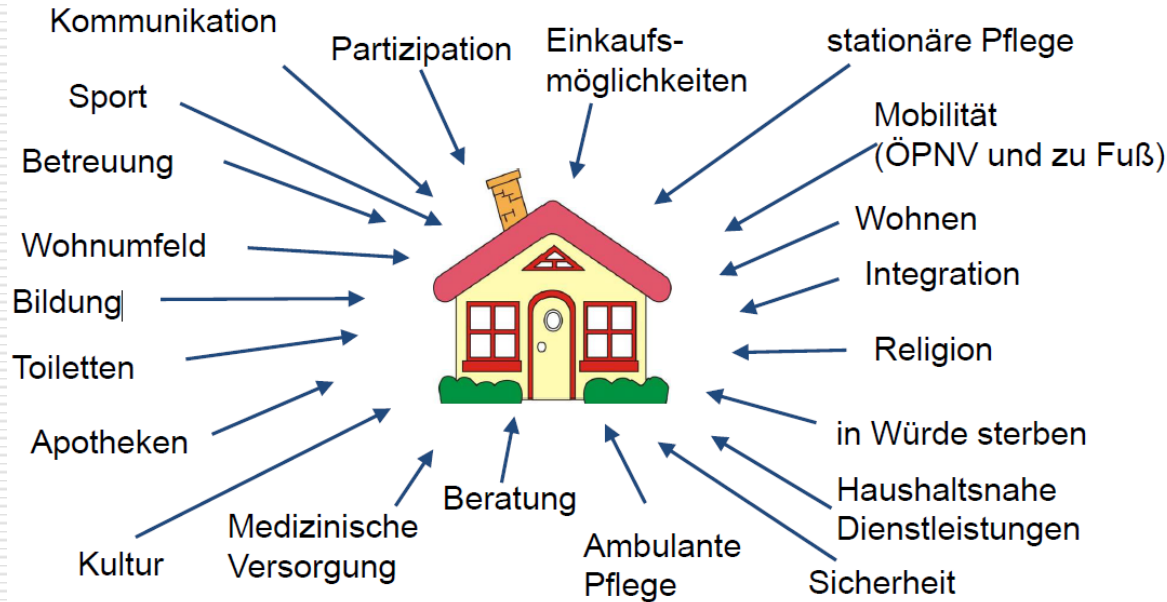 Kommunikation
Partizipation
Einkaufs-
möglichkeiten
stationäre Pflege
Sport
Mobilität
(ÖPNV und zu Fuß)
Betreuung
Wohnen
Wohnumfeld
Integration
Bildung
Religion
Toiletten
Apotheken
in Würde sterben
Beratung
Haushaltsnahe
Dienstleistungen
Medizinische
Versorgung
Ambulante
Pflege
Kultur
Sicherheit